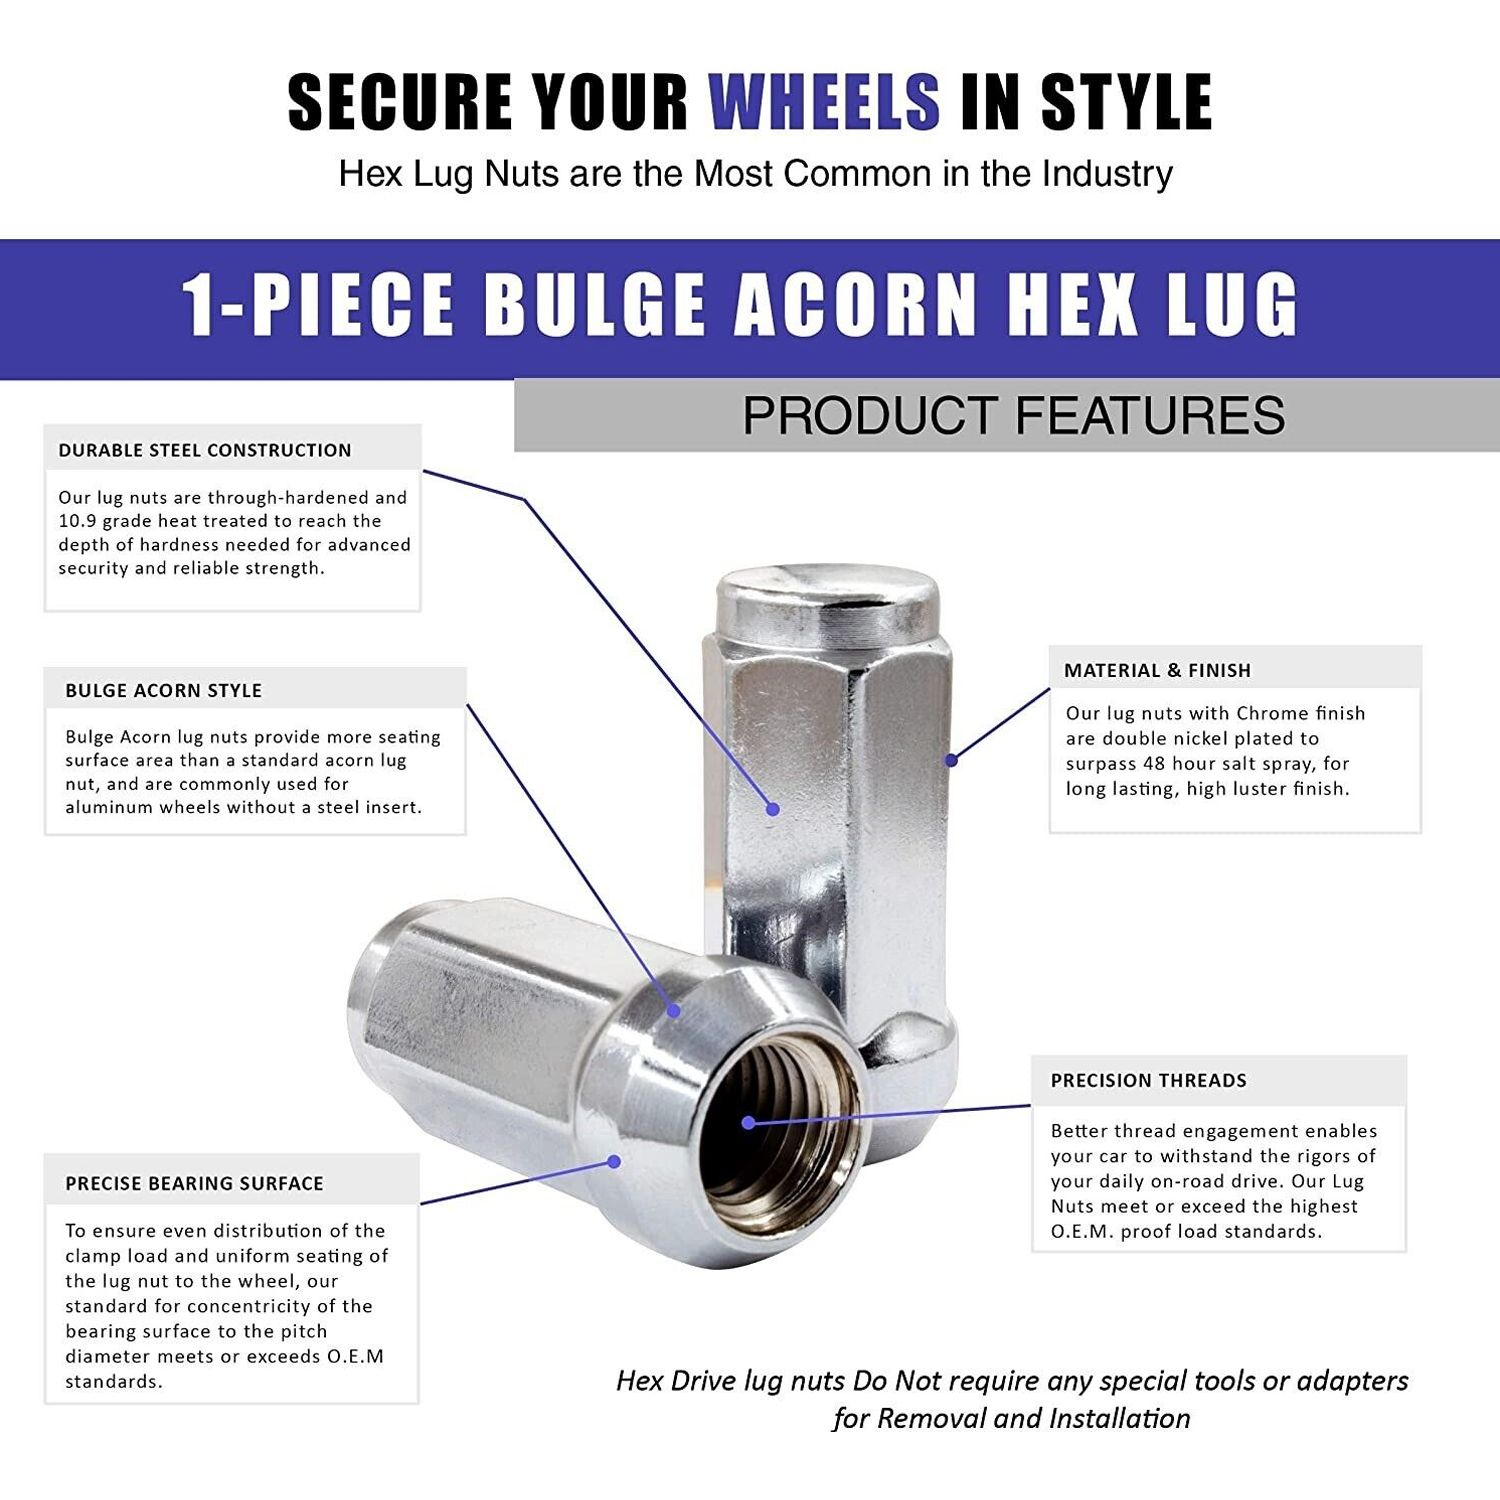 SECURE YOUR WHEELS IN STYLE
Hex Lug Nuts are the Most Common in the Industry
1-PIECE BULGE ACORN HEX LUG
PRODUCT FEATURES
DURABLE STEEL CONSTRUCTION
Our lug nuts are through-hardened and
10.9 grade heat treated to reach the
depth of hardness needed for advanced
security and reliable strength.
BULGE ACORN STYLE
Bulge Acorn lug nuts provide more seating
surface area than a standard acorn lug
nut, and are commonly used for
aluminum wheels without a steel insert.
MATERIAL & FINISH
Our lug nuts with Chrome finish
are double nickel plated to
surpass 48 hour salt spray, for
long lasting, high luster finish.
PRECISION THREADS
Better thread engagement enables
your car to withstand the rigors of
your daily on-road drive. Our Lug
Nuts meet or exceed the highest
O.E.M. proof load standards.
PRECISE BEARING SURFACE
To ensure even distribution of the
clamp load and uniform seating of
the lug nut to the wheel, our
standard for concentricity of the
bearing surface to the pitch
diameter meets or exceeds O.E.M
standards.
Hex Drive lug nuts Do Not require any special tools or adapters
for Removal and Installation